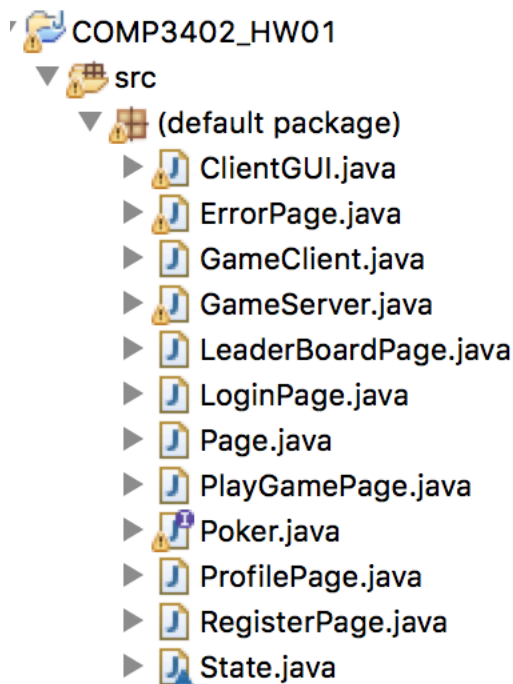 COMP3402_HW01
src
(default package)
ClientGUI.java
ErrorPage.java
GameClient.java
GameServer.java
LeaderBoardPage.java
LoginPage.java
Page.java
PlayGamePage.java
Poker.java
ProfilePage.java
RegisterPage.java
State.java